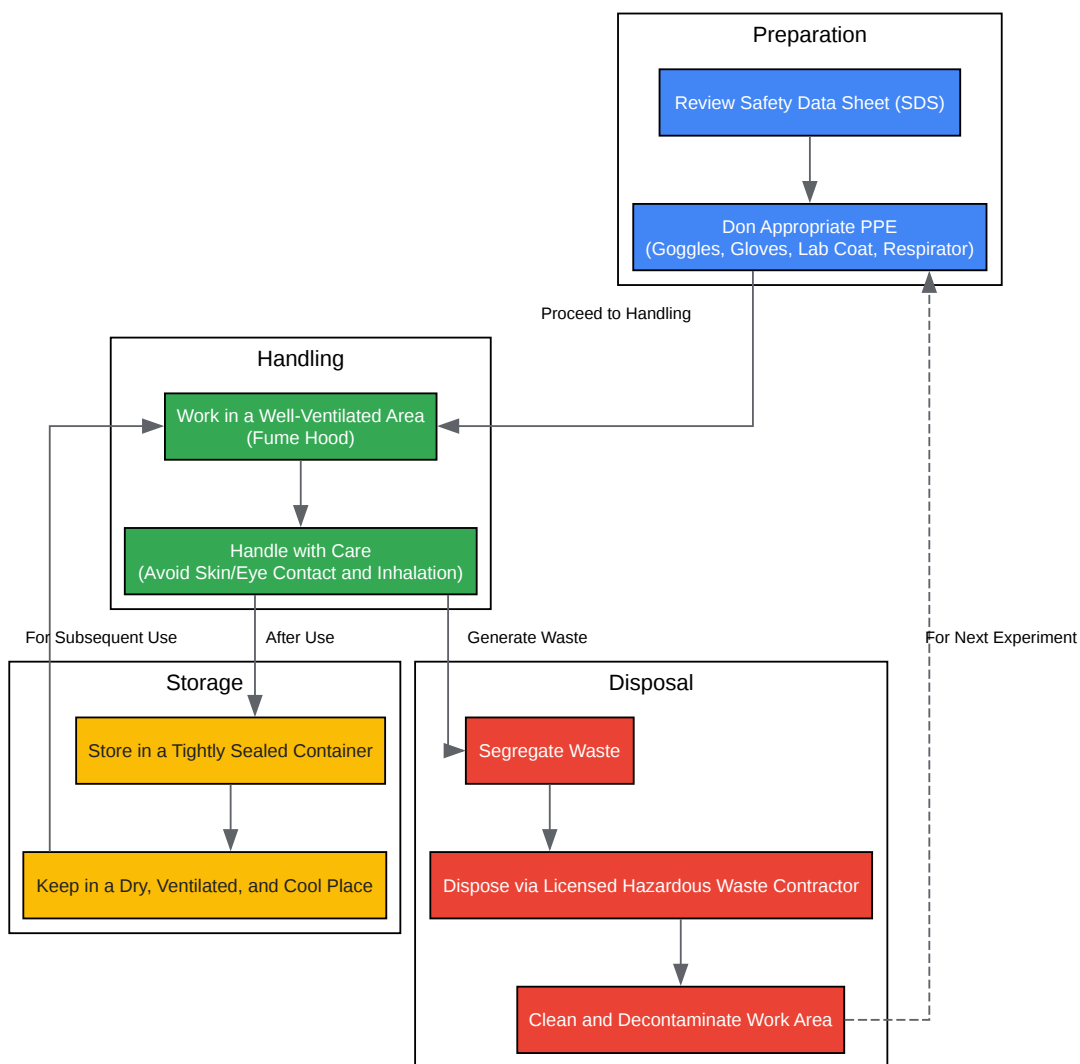 Preparation
Review Safety Data Sheet (SDS)
Don Appropriate PPE
(Goggles, Gloves, Lab Coat, Respirator)
Proceed to Handling
Handling
Work in a Well-Ventilated Area
(Fume Hood)
Handle with Care
(Avoid Skin/Eye Contact and Inhalation)
For Subsequent Use
After Use
Generate Waste
For Next Experiment
Storage
Store in a Tightly Sealed Container
Keep in a Dry, Ventilated, and Cool Place
Disposal
Segregate Waste
Dispose via Licensed Hazardous Waste Contractor
Clean and Decontaminate Work Area